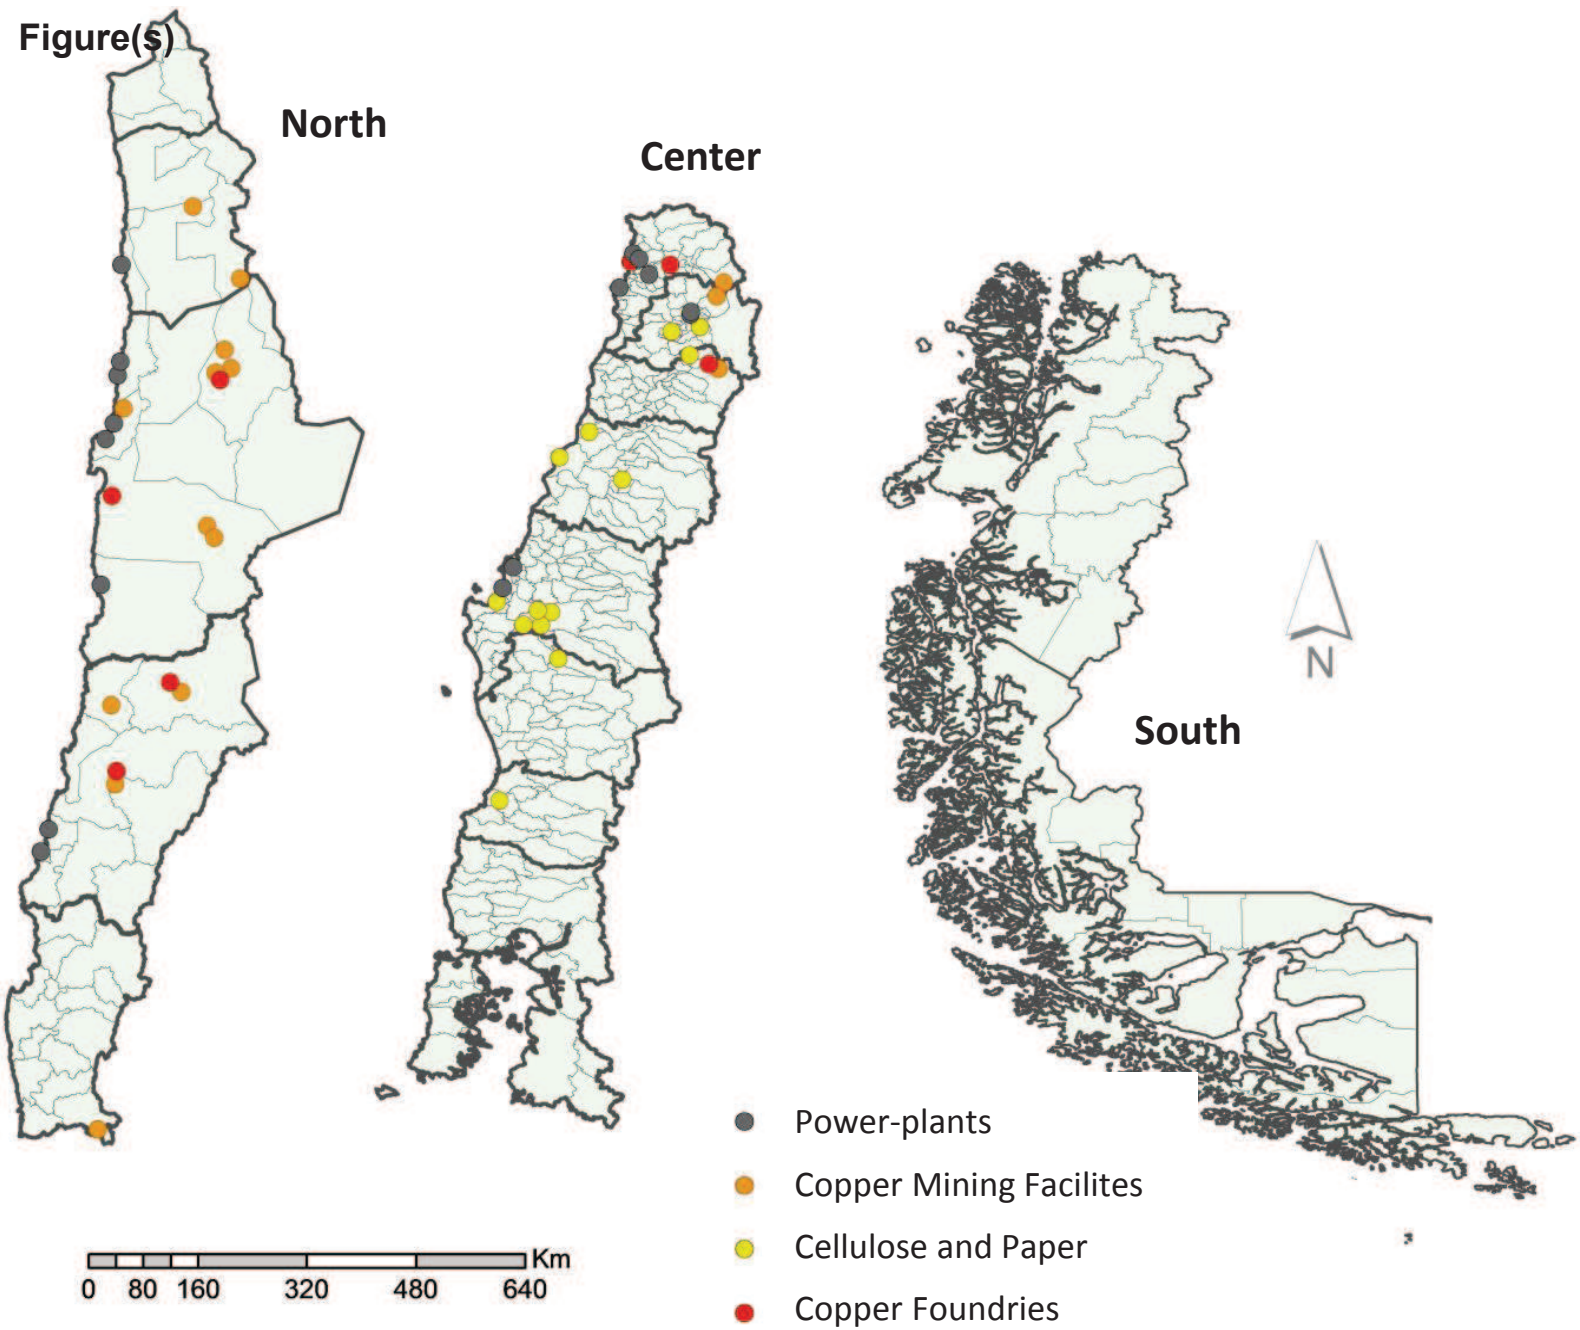 Figure(s)
North
Center
N
South
Power-plants
Copper Mining Facilites
Cellulose and Paper
Copper Foundries
Km
0 80 160 320 480 640